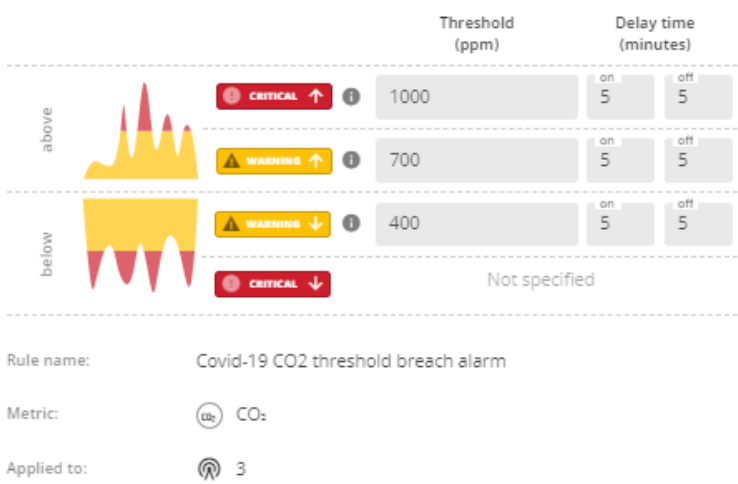 Threshold
(ppm)
Delay time
(minutes)
above
CRITICAL
1000
on
5
off
5
WARNING
700
on
5
off
5
below
WARNING
400
on
5
off
5
CRITICAL
Not specified
Rule name:
Covid-19 CO2 threshold breach alarm
Metric:
CO₂
CO₂
Applied to:
3